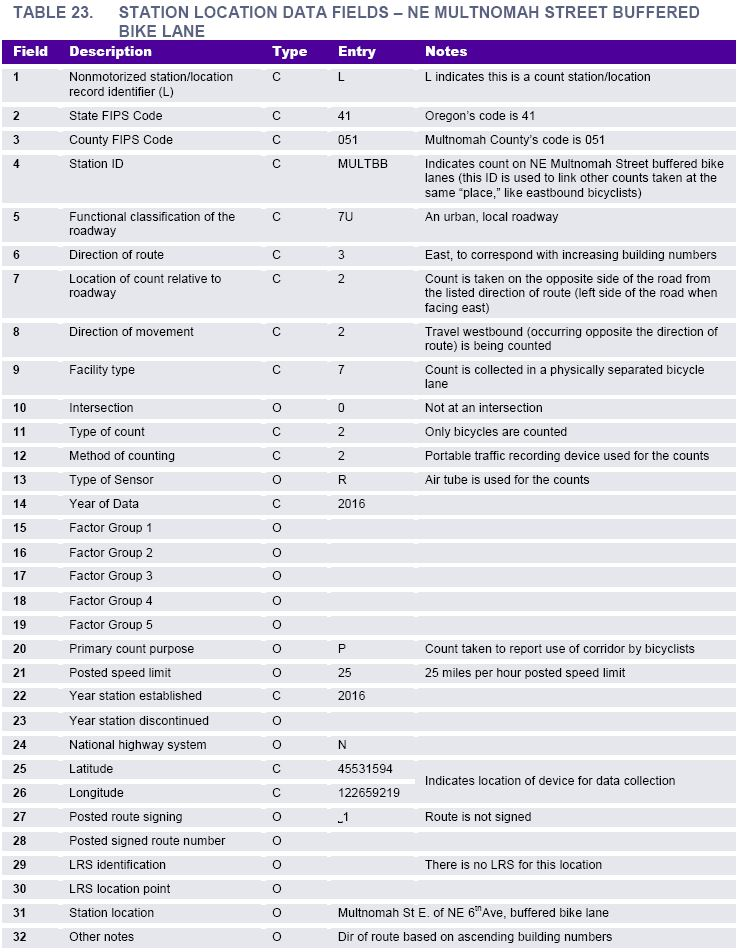 TABLE 23. STATION LOCATION DATA FIELDS – NE MULTNOMAH STREET BUFFERED
BIKE LANE
Field Description Type Entry Notes
1 Nonmotorized station/location record identifier (L) C L L indicates this is a count station/location
2 State FIPS Code C 41 Oregon's code is 41
3 County FIPS Code C 051 Multnomah County's code is 051
4 Station ID C MULTBB Indicates count on NE Multnomah Street buffered bike
lanes (this ID is used to link other counts taken at the
same "place," like eastbound bicyclists)
5 Functional classification of the roadway C 7U An urban, local roadway
6 Direction of route C 3 East, to correspond with increasing building numbers
7 Location of count relative to roadway C 2 Count is taken on the opposite side of the road from
the listed direction of route (left side of the road when
facing east)
8 Direction of movement C 2 Travel westbound (occurring opposite the direction of
route) is being counted
9 Facility type C 7 Count is collected in a physically separated bicycle
lane
10 Intersection O 0 Not at an intersection
11 Type of count C 2 Only bicycles are counted
12 Method of counting C 2 Portable traffic recording device used for the counts
13 Type of Sensor O R Air tube is used for the counts
14 Year of Data C 2016
15 Factor Group 1 O
16 Factor Group 2 O
17 Factor Group 3 O
18 Factor Group 4 O
19 Factor Group 5 O
20 Primary count purpose O P Count taken to report use of corridor by bicyclists
21 Posted speed limit O 25 25 miles per hour posted speed limit
22 Year station established C 2016
23 Year station discontinued O
24 National highway system O N
25 Latitude C 45531594 Indicates location of device for data collection
26 Longitude C 122659219
27 Posted route signing O _1 Route is not signed
28 Posted signed route number O
29 LRS identification O There is no LRS for this location
30 LRS location point O
31 Station location O Multnomah St E. of NE 6th Ave, buffered bike lane
32 Other notes O Dir of route based on ascending building numbers